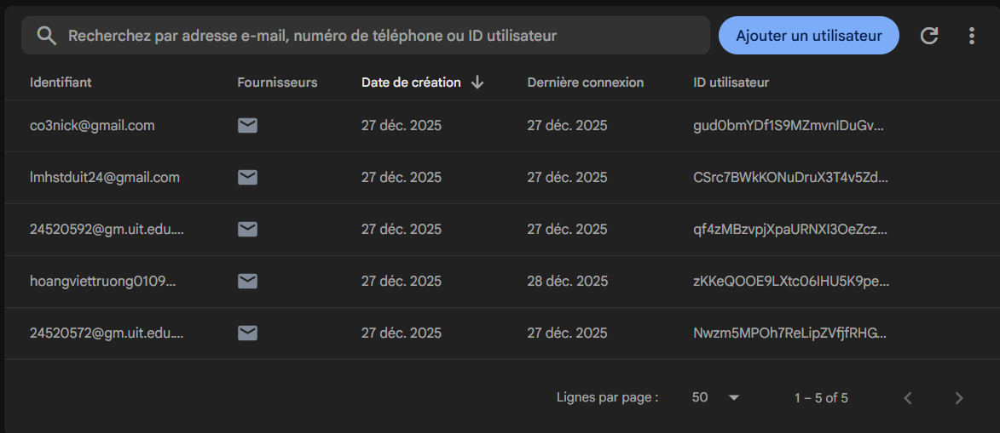 Recherchez par adresse e-mail, numéro de téléphone ou ID utilisateur Ajouter un utilisateur
Identifiant Fournisseurs Date de création Dernière connexion ID utilisateur
co3nick@gmail.com 27 déc. 2025 27 déc. 2025 gud0bmYDf1S9MZmvnIDuGv...
lmhstduit24@gmail.com 27 déc. 2025 27 déc. 2025 CSrc7BWkKONuDruX3T4v5Zd...
24520592@gm.uit.edu.... 27 déc. 2025 27 déc. 2025 qf4zMBzvpjXpaURNXI3OeZcz...
hoangviettruong0109... 27 déc. 2025 28 déc. 2025 zKKeQOOE9LXtc06IHU5K9pe...
24520572@gm.uit.edu.... 27 déc. 2025 27 déc. 2025 Nwzm5MPOh7ReLipZVfjfRHG...
Lignes par page : 50 1 – 5 of 5